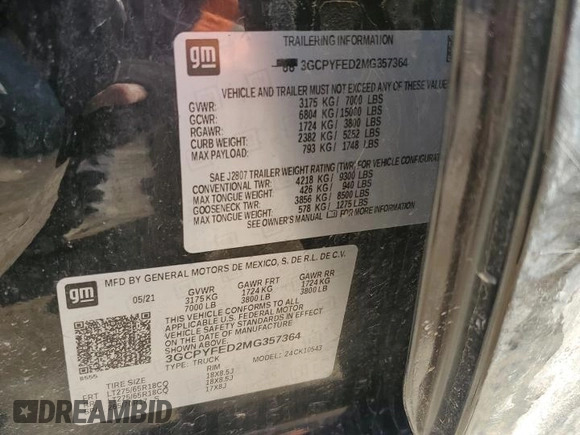 gm
TRAILERING INFORMATION
3GCPYFED2MG357364
VEHICLE AND TRAILER MUST NOT EXCEED ANY OF THESE VALUES
GVWR: 3175 KG/ 7000 LBS
GCWR: 6804 KG/ 15000 LBS
RGAWR: 1724 KG/ 3800 LBS
CURB WEIGHT: 2382 KG/ 5252 LBS
MAX PAYLOAD: 793 KG/ 1748 LBS
SAE J2807 TRAILER WEIGHT RATING (TWR) FOR VEHICLE CONFIGURA
CONVENTIONAL TWR: 4218 KG/ 9300 LBS
MAX TONGUE WEIGHT: 426 KG/ 940 LBS
GOOSENECK TWR: 3856 KG/ 8500 LBS
MAX TONGUE WEIGHT: 578 KG/ 1275 LBS
SEE OWNER'S MANUAL FOR MORE INFORMATION
gm
MFD BY GENERAL MOTORS DE MEXICO, S. DE R.L. DE C.V.
05/21 GVWR GAWR FRT GAWR RR
3175 KG 1724 KG 1724 KG
7000 LB 3800 LB 3800 LB
THIS VEHICLE CONFORMS TO ALL
APPLICABLE U.S. FEDERAL MOTOR
VEHICLE SAFETY STANDARDS IN
EFFECT ON THE DATE OF MANUFACTURE
SHOWN ABOVE.
3GCPYFED2MG357364
TYPE: TRUCK MODEL: Z4CK10543
TIRE SIZE RIM
FRT LT275/65R18CQ 18X8.5J
LT275/65R18CQ 18X8.5J
17X8J
DREAMBID